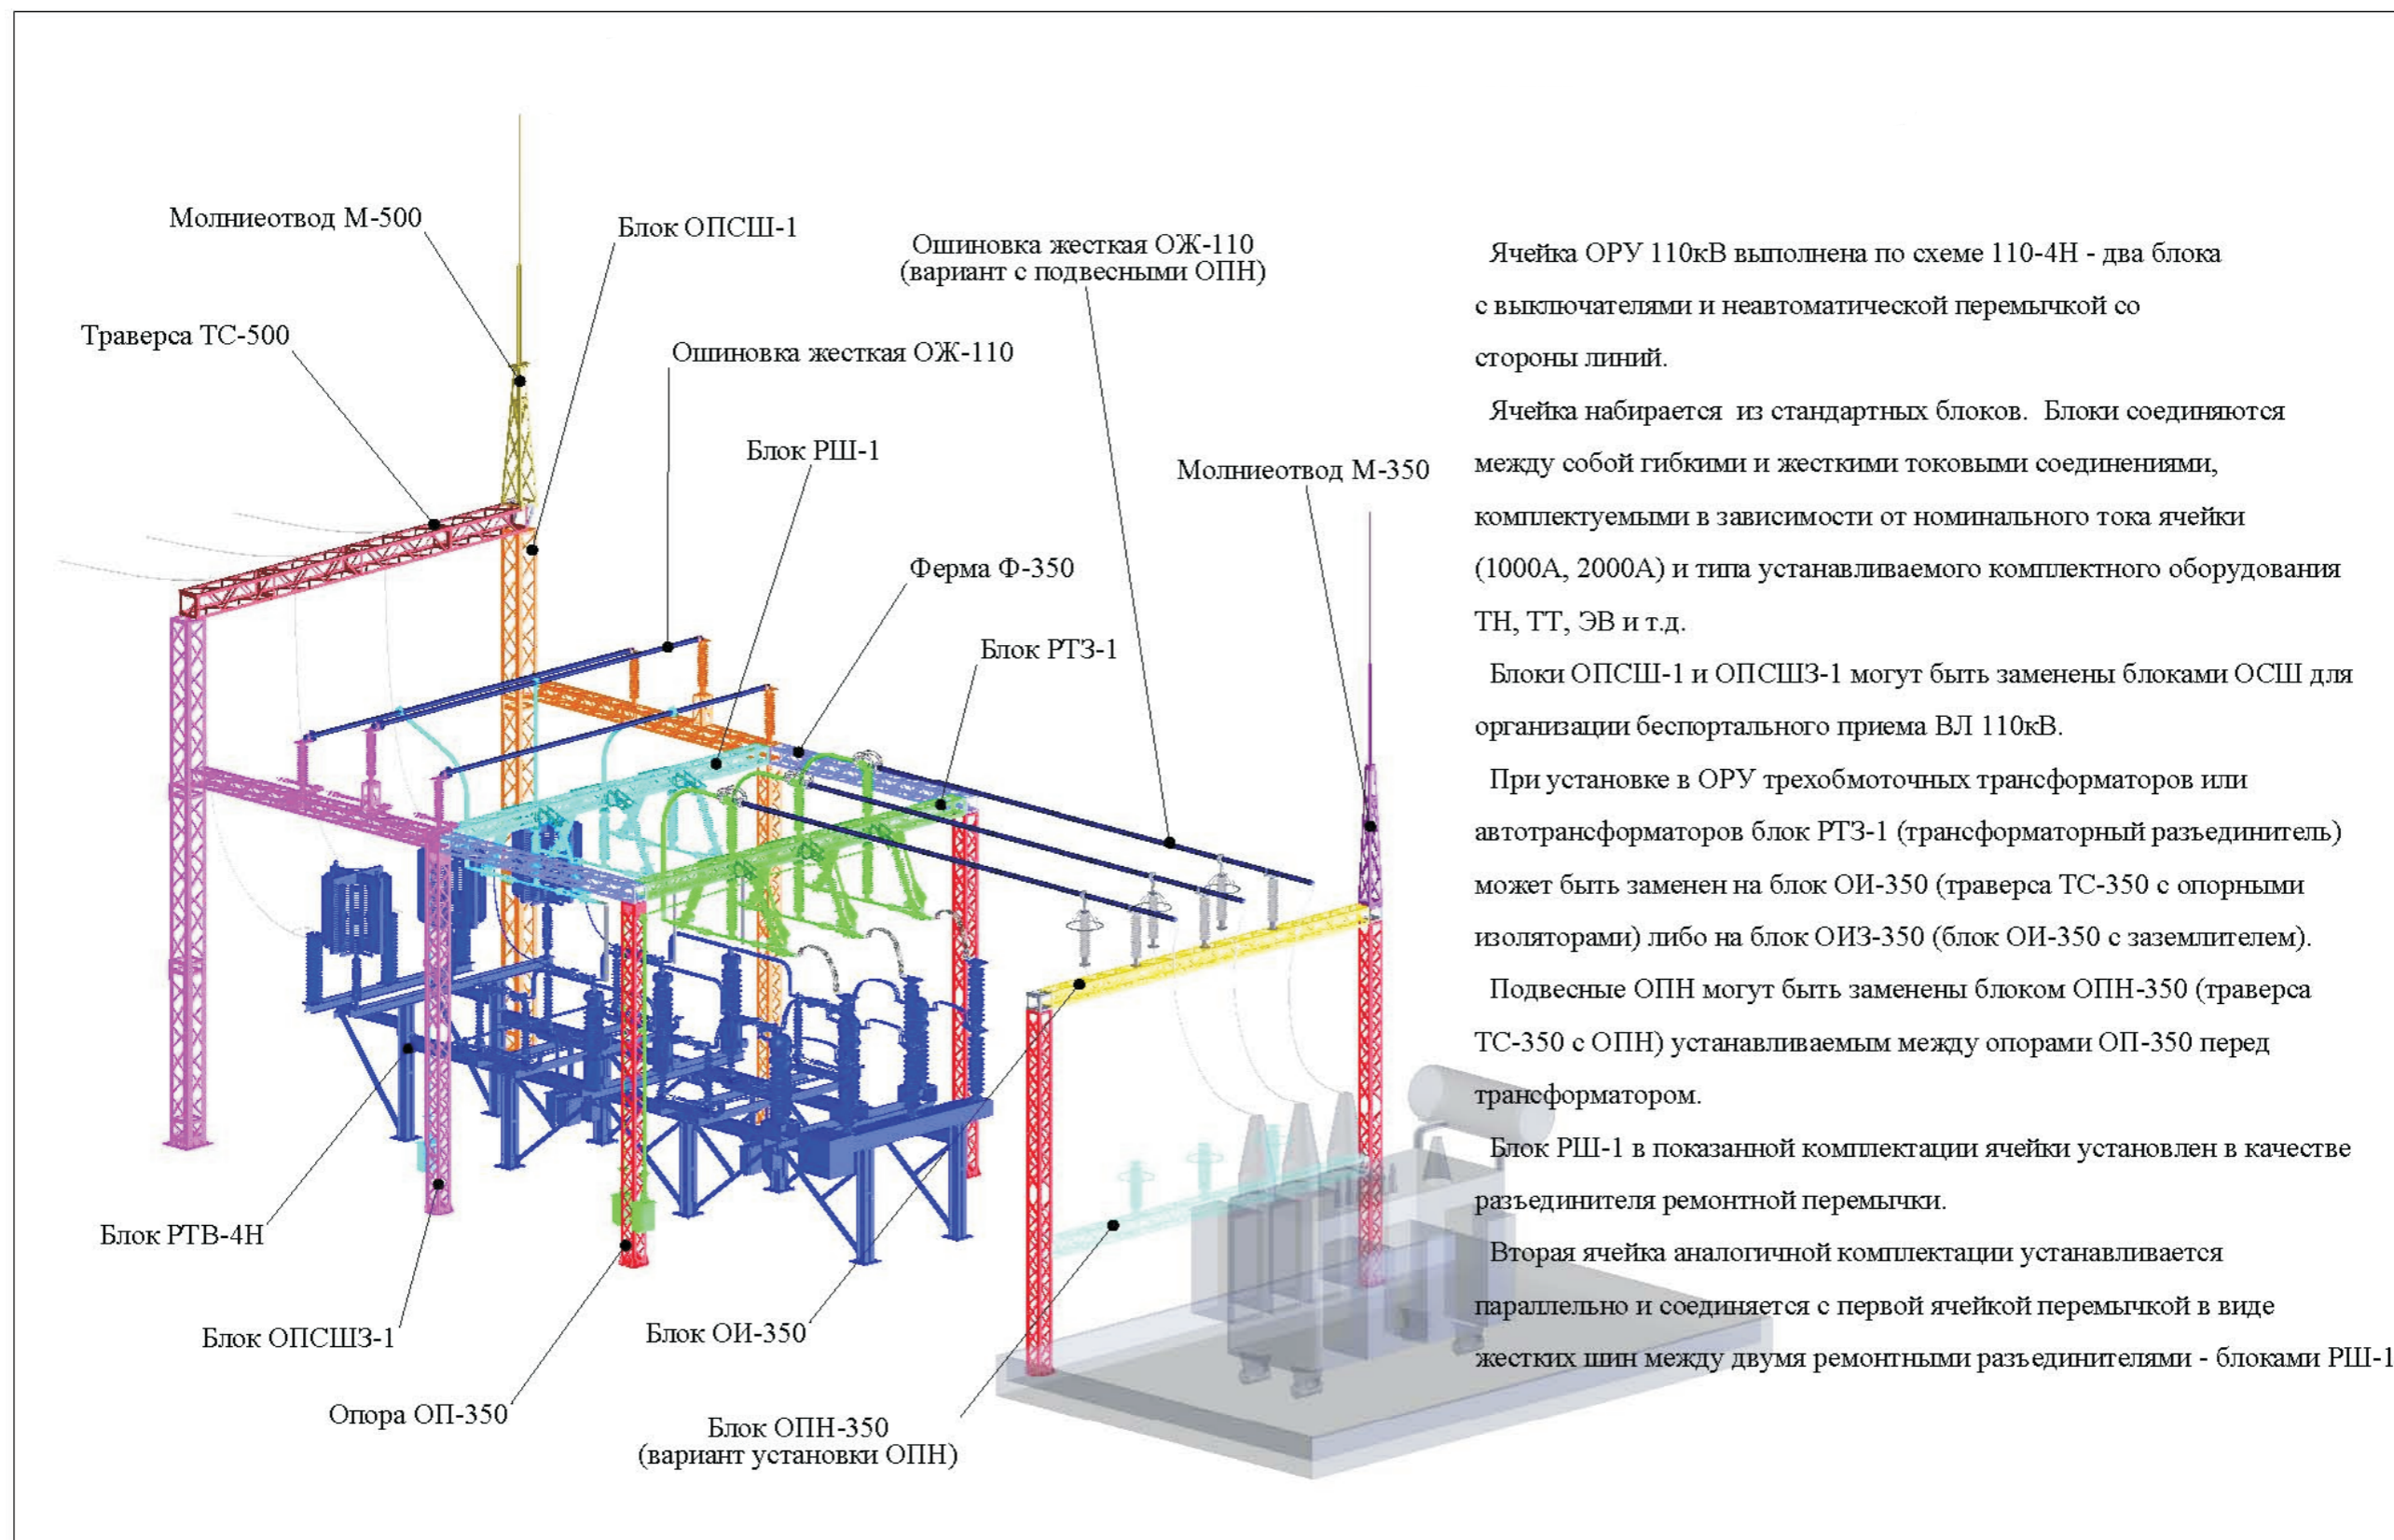 Молниеотвод М-500
Блок ОПСШ-1
Ошиновка жесткая ОЖ-110
(вариант с подвесными ОПН)
Траверса ТС-500
Ошиновка жесткая ОЖ-110
Блок РШ-1
Молниеотвод М-350
Ферма Ф-350
Блок РТЗ-1
Блок РТВ-4Н
Блок ОПСШЗ-1
Блок ОИ-350
Опора ОП-350
Блок ОПН-350
(вариант установки ОПН)
Ячейка ОРУ 110кВ выполнена по схеме 110-4Н - два блока
с выключателями и неавтоматической перемычкой со
стороны линий.
Ячейка набирается из стандартных блоков. Блоки соединяются
между собой гибкими и жесткими токовыми соединениями,
комплектуемыми в зависимости от номинального тока ячейки
(1000А, 2000А) и типа устанавливаемого комплектного оборудования
ТН, ТТ, ЭВ и т.д.
Блоки ОПСШ-1 и ОПСШЗ-1 могут быть заменены блоками ОСШ для
организации беспортального приема ВЛ 110кВ.
При установке в ОРУ трехобмоточных трансформаторов или
автотрансформаторов блок РТЗ-1 (трансформаторный разъединитель)
может быть заменен на блок ОИ-350 (траверса ТС-350 с опорными
изоляторами) либо на блок ОИЗ-350 (блок ОИ-350 с заземлителем).
Подвесные ОПН могут быть заменены блоком ОПН-350 (траверса
ТС-350 с ОПН) устанавливаемым между опорами ОП-350 перед
трансформатором.
Блок РШ-1 в показанной комплектации ячейки установлен в качестве
разъединителя ремонтной перемычки.
Вторая ячейка аналогичной комплектации устанавливается
параллельно и соединяется с первой ячейкой перемычкой в виде
жестких шин между двумя ремонтными разъединителями - блоками РШ-1